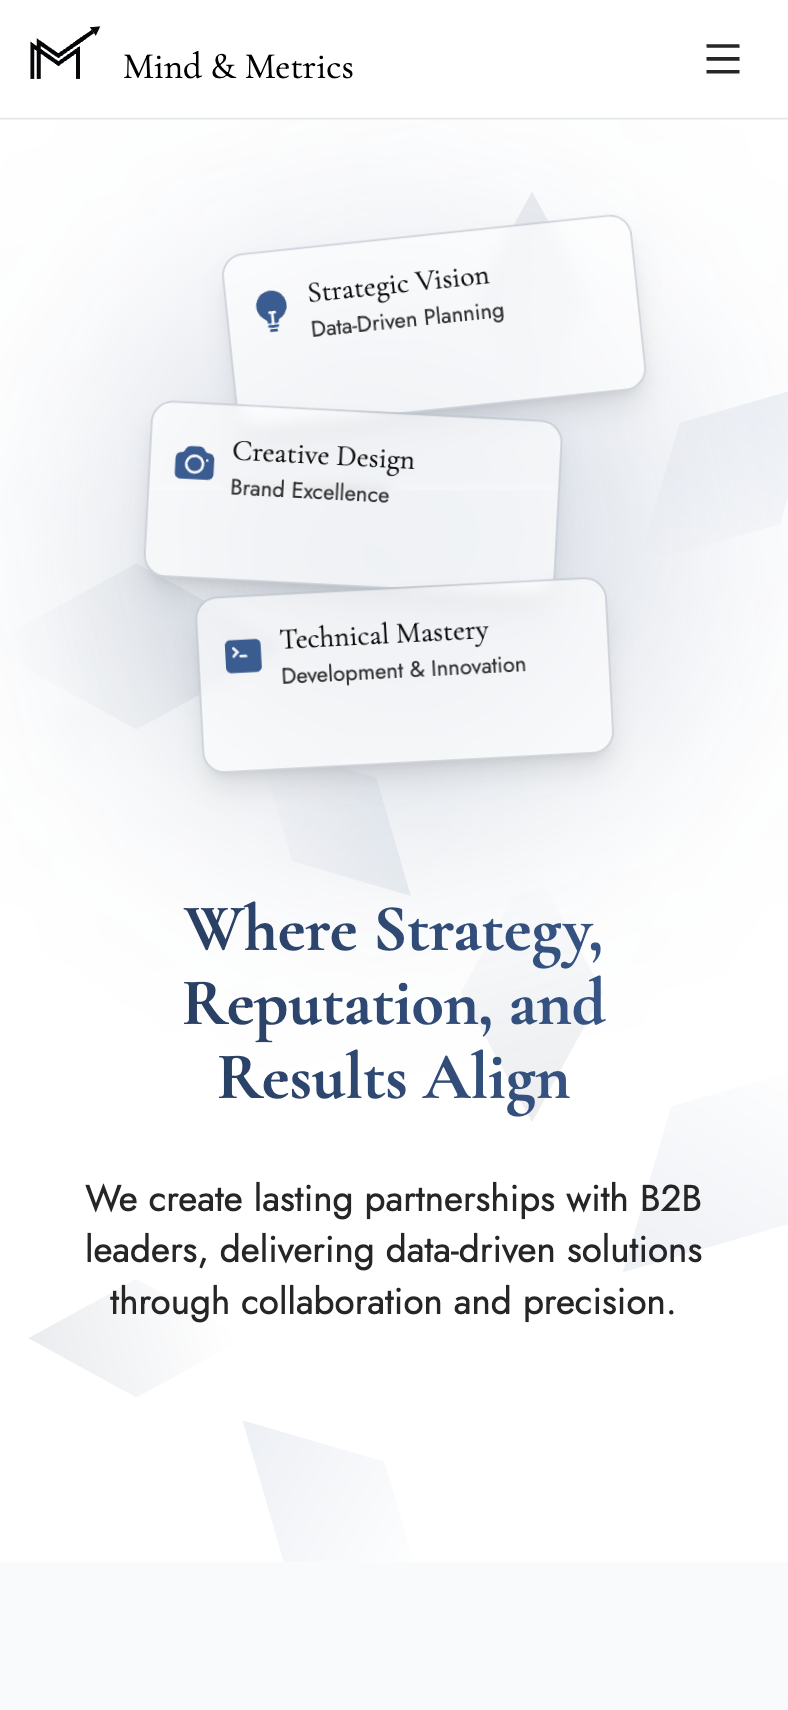 Mind & Metrics
Strategic Vision
Data-Driven Planning
Creative Design
Brand Excellence
Technical Mastery
Development & Innovation
Where Strategy,
Reputation, and
Results Align
We create lasting partnerships with B2B
leaders, delivering data-driven solutions
through collaboration and precision.